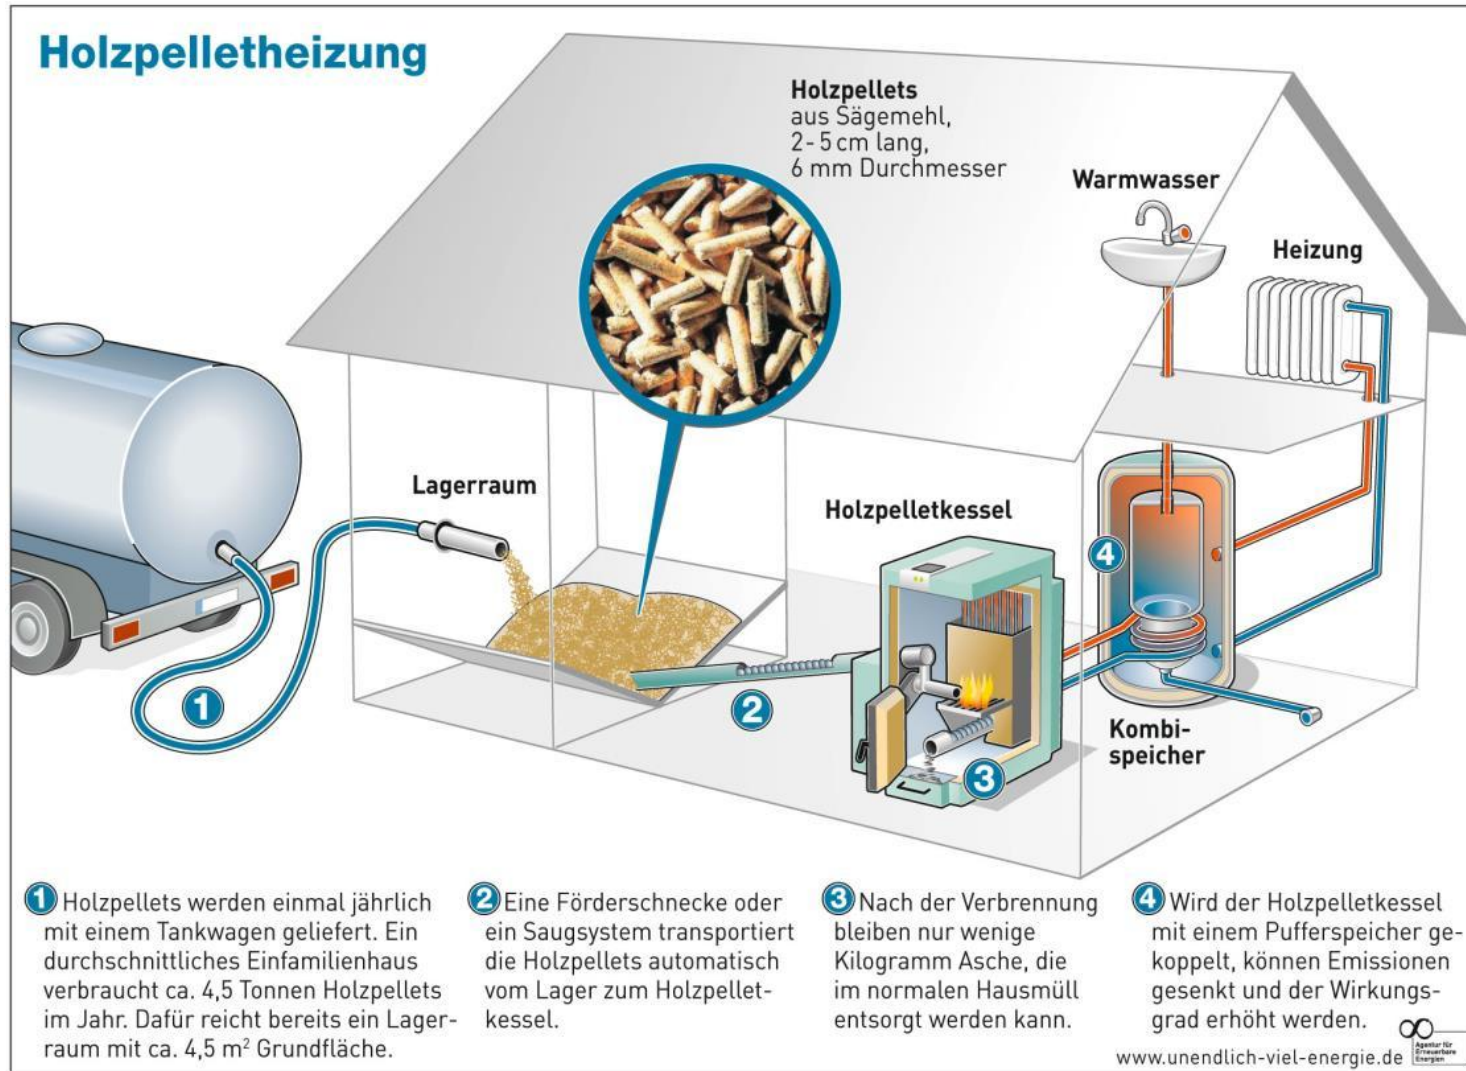 Holzpelletheizung
Holzpellets
aus Sägemehl,
2-5 cm lang,
6 mm Durchmesser
Warmwasser
Heizung
Lagerraum
Holzpelletkessel
4
1
2
3
Kombi-
speicher
1 Holzpellets werden einmal jährlich
mit einem Tankwagen geliefert. Ein
durchschnittliches Einfamilienhaus
verbraucht ca. 4,5 Tonnen Holzpellets
im Jahr. Dafür reicht bereits ein Lager-
raum mit ca. 4,5 m² Grundfläche.
2 Eine Förderschnecke oder
ein Saugsystem transportiert
die Holzpellets automatisch
vom Lager zum Holzpellet-
kessel.
3 Nach der Verbrennung
bleiben nur wenige
Kilogramm Asche, die
im normalen Hausmüll
entsorgt werden kann.
4 Wird der Holzpelletkessel
mit einem Pufferspeicher ge-
koppelt, können Emissionen
gesenkt und der Wirkungs-
grad erhöht werden.
www.unendlich-viel-energie.de
Agentur für
Erneuerbare
Energien